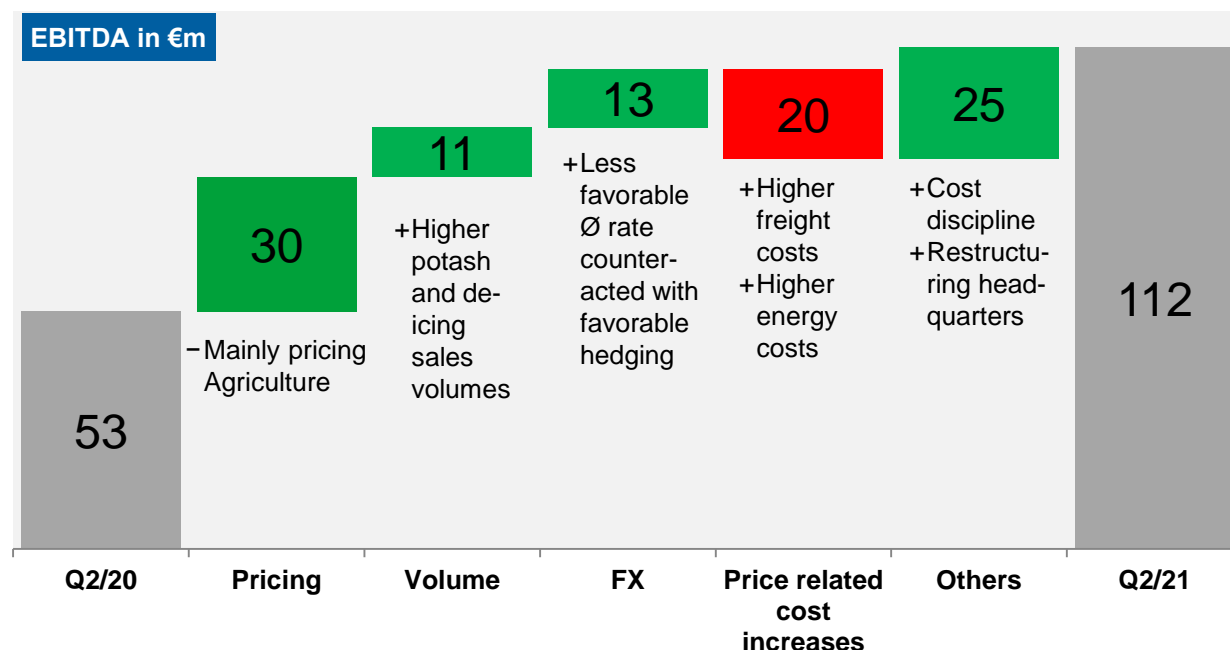 EBITDA in €m
53
30
−Mainly pricing
Agriculture
11
+Higher
potash
and de-
icing
sales
volumes
13
+Less
favorable
Ø rate
counter-
acted with
favorable
hedging
20
+Higher
freight
costs
+Higher
energy
costs
25
+Cost
discipline
+Restructu-
ring head-
quarters
112
Q2/20
Pricing
Volume
FX
Price related
cost
increases
Others
Q2/21